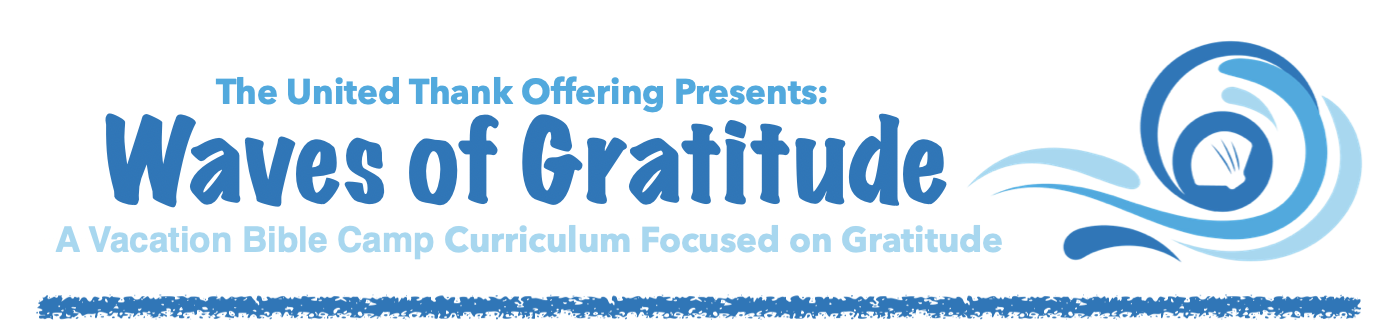 The United Thank Offering Presents:
Waves of Gratitude
A Vacation Bible Camp Curriculum Focused on Gratitude